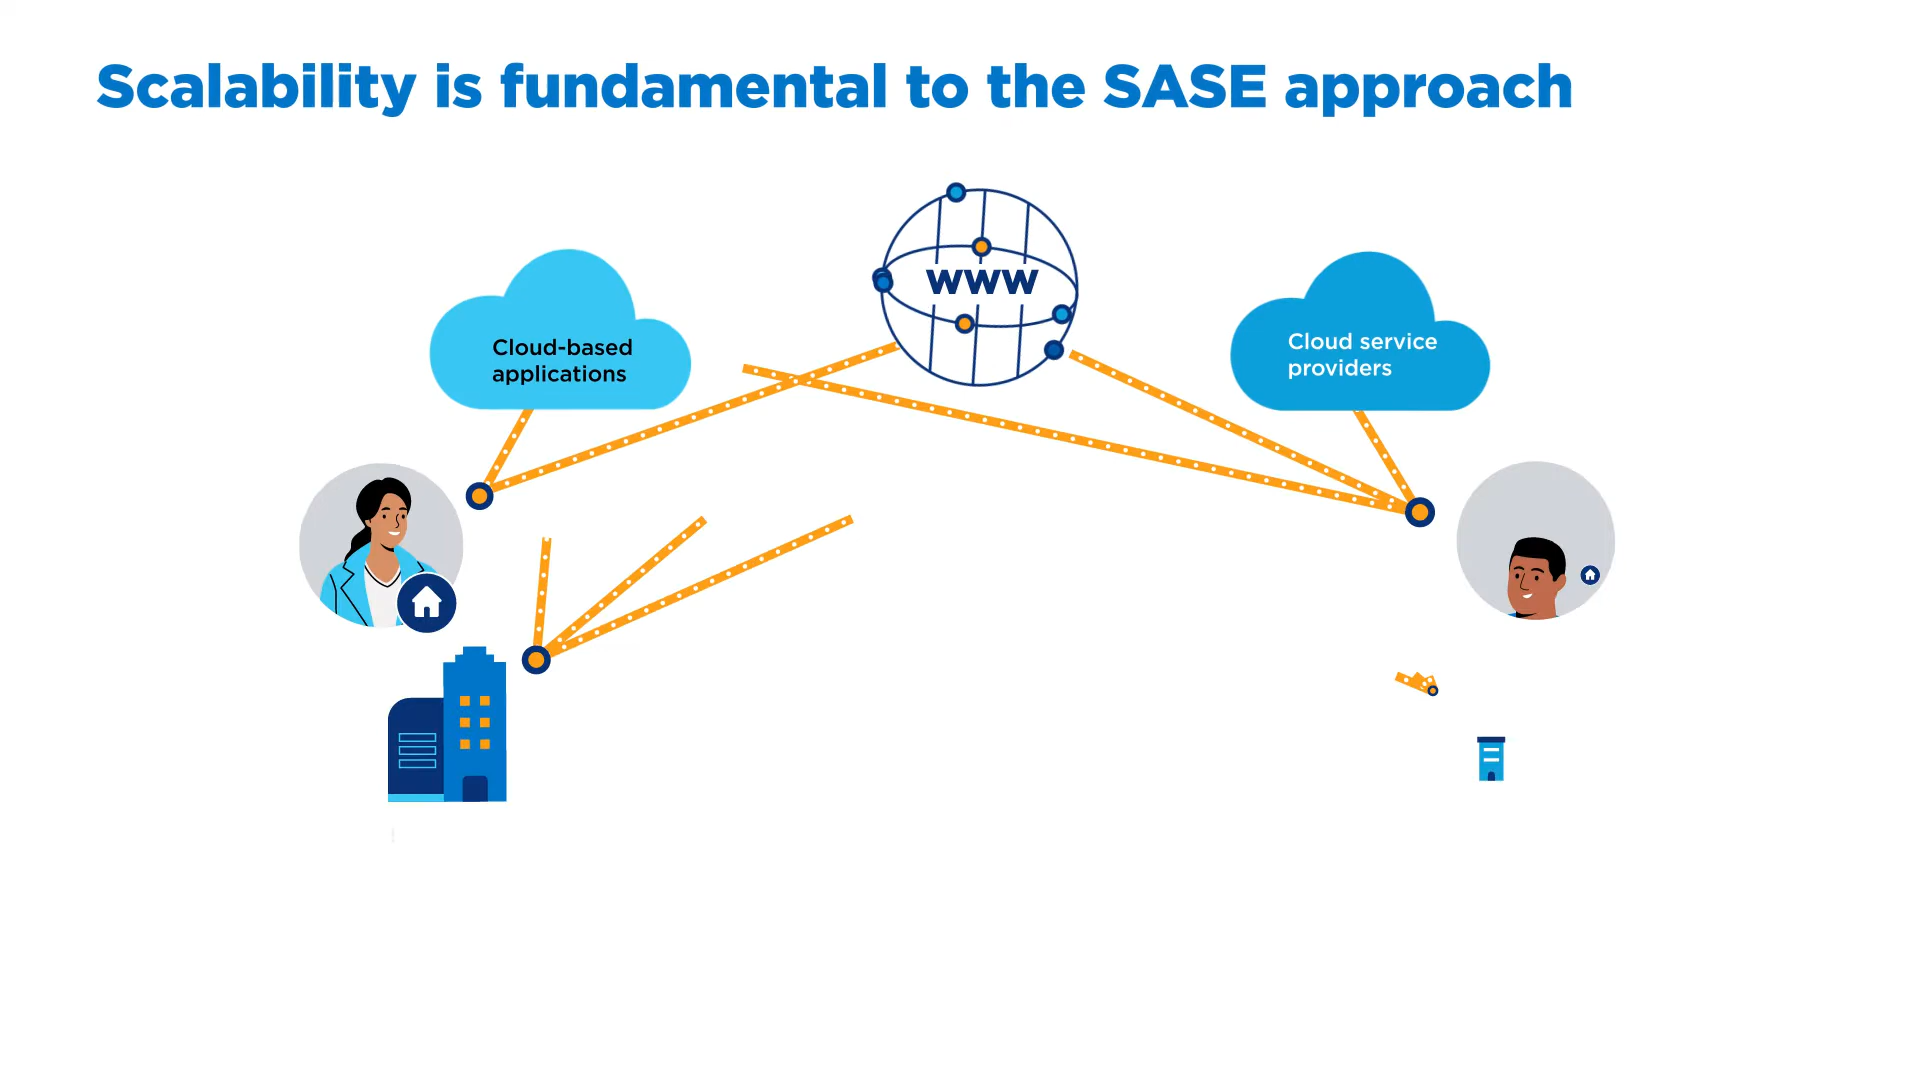 Scalability is fundamental to the SASE approach
www
Cloud-based
applications
Cloud service
providers